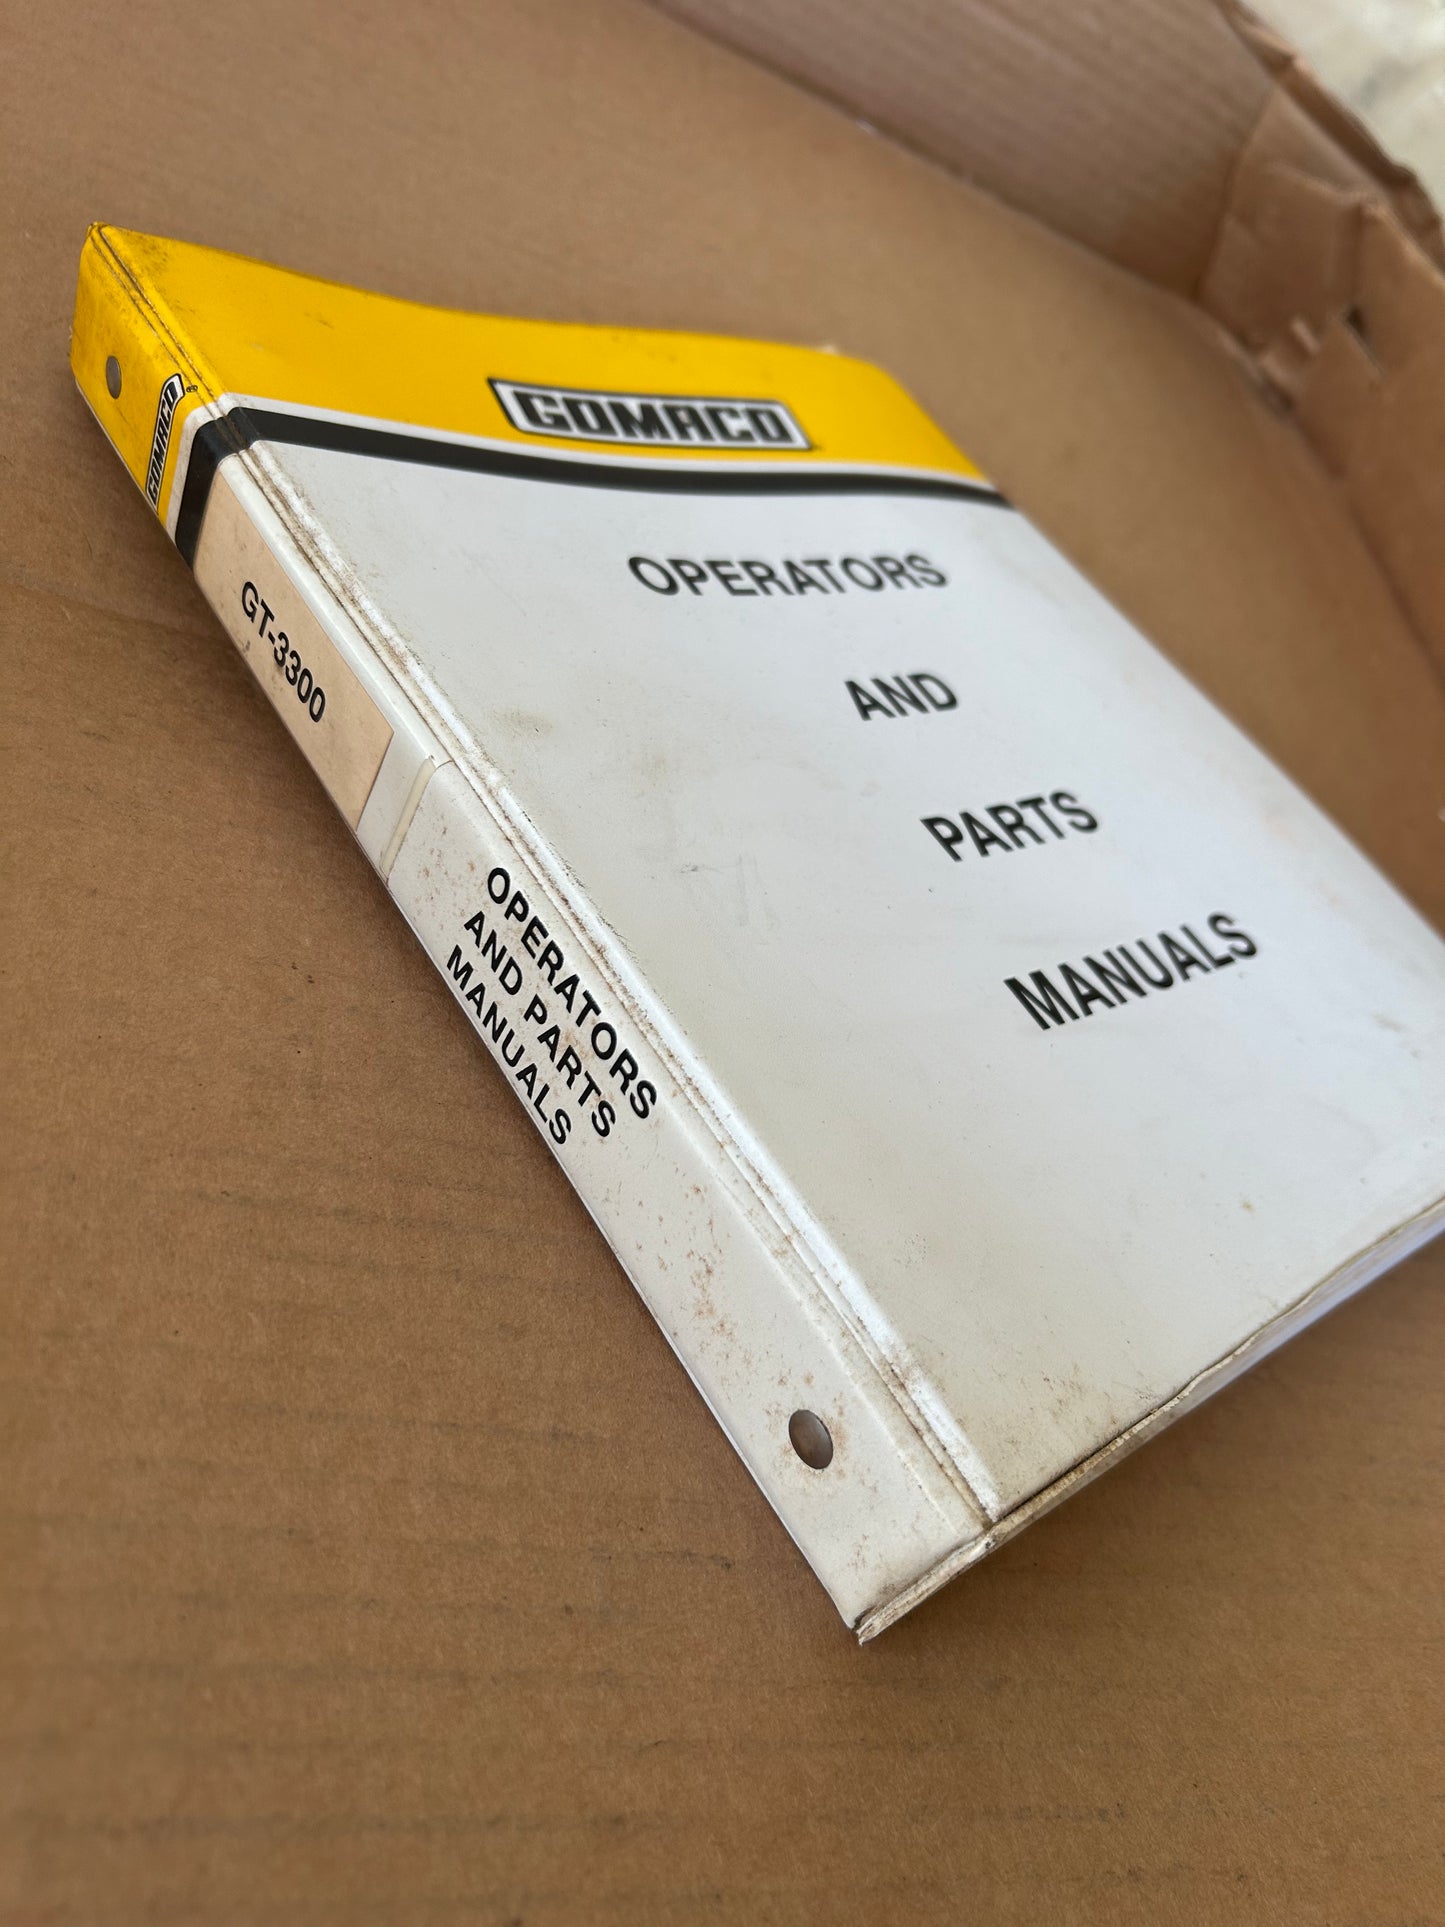 GOMACO
OPERATORS
AND
PARTS
MANUALS
GOMACO®
GT-3300
OPERATORS
AND PARTS
MANUALS